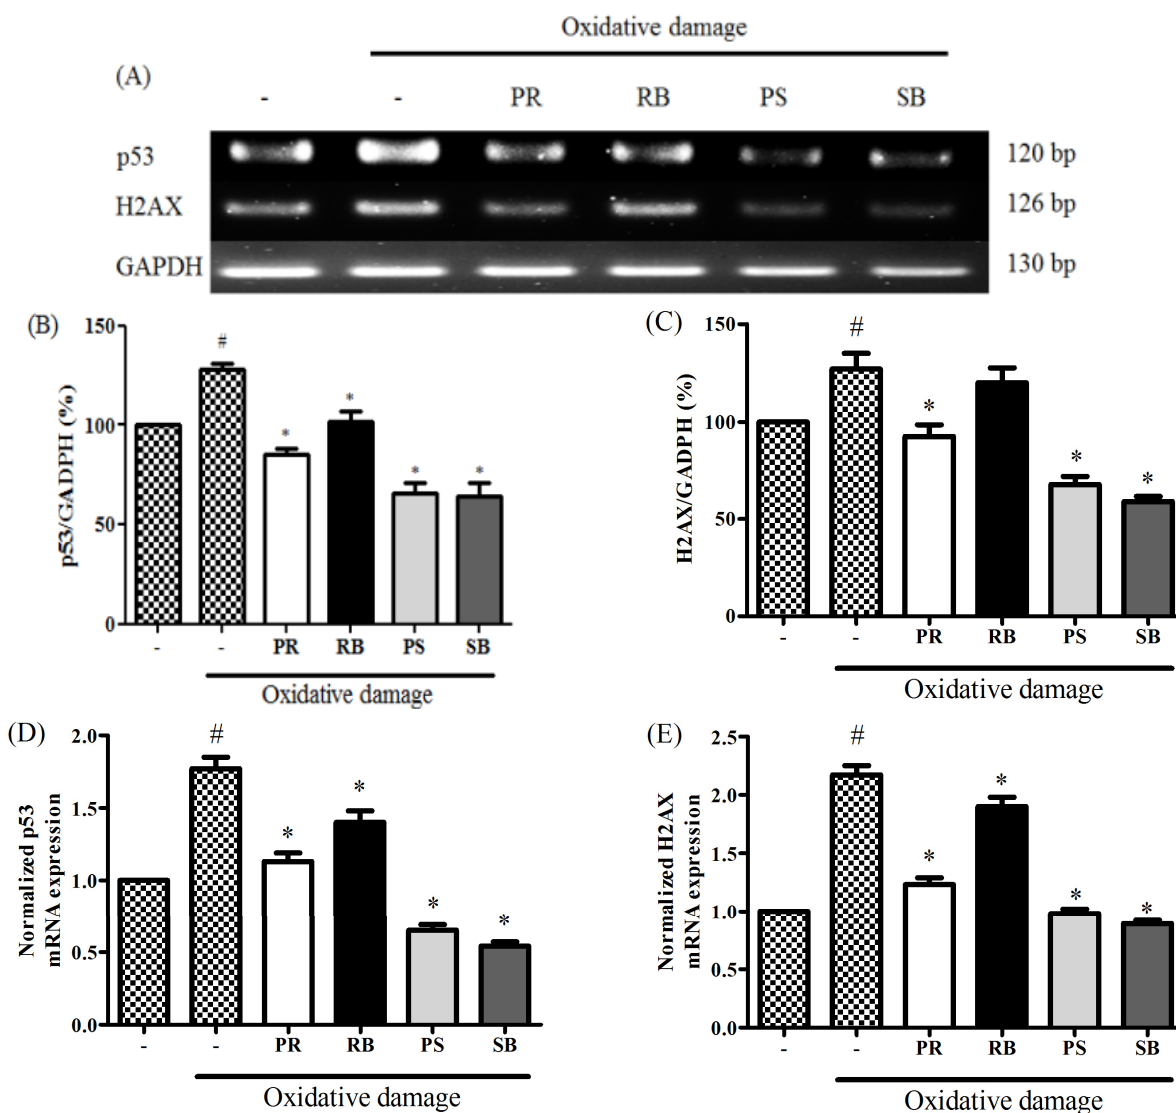 Oxidative damage
(A)
- - PR RB PS SB
p53 120 bp
H2AX 126 bp
GAPDH 130 bp
(B)
p53/GADPH (%)
150
100
50
0
#
*
*
*
*
- - PR RB PS SB
Oxidative damage
(C)
H2AX/GADPH (%)
150
100
50
0
#
*
*
*
- - PR RB PS SB
Oxidative damage
(D)
Normalized p53
mRNA expression
2.0
1.5
1.0
0.5
0.0
#
*
*
*
*
- - PR RB PS SB
Oxidative damage
(E)
Normalized H2AX
mRNA expression
2.5
2.0
1.5
1.0
0.5
0.0
#
*
*
*
*
- - PR RB PS SB
Oxidative damage